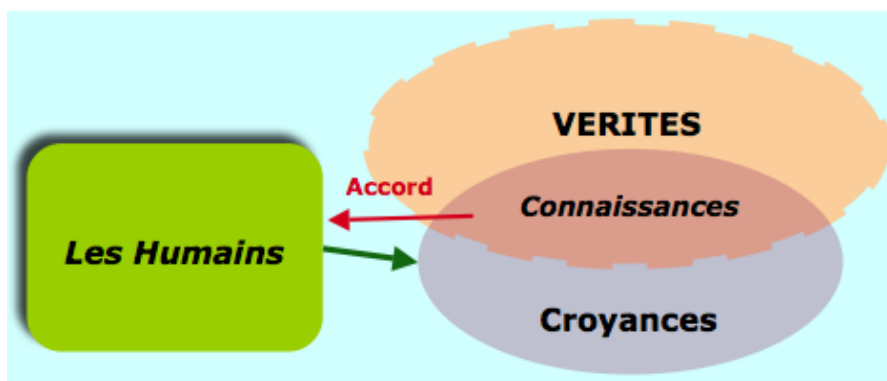 VERITES
Accord
Connaissances
Les Humains
Croyances